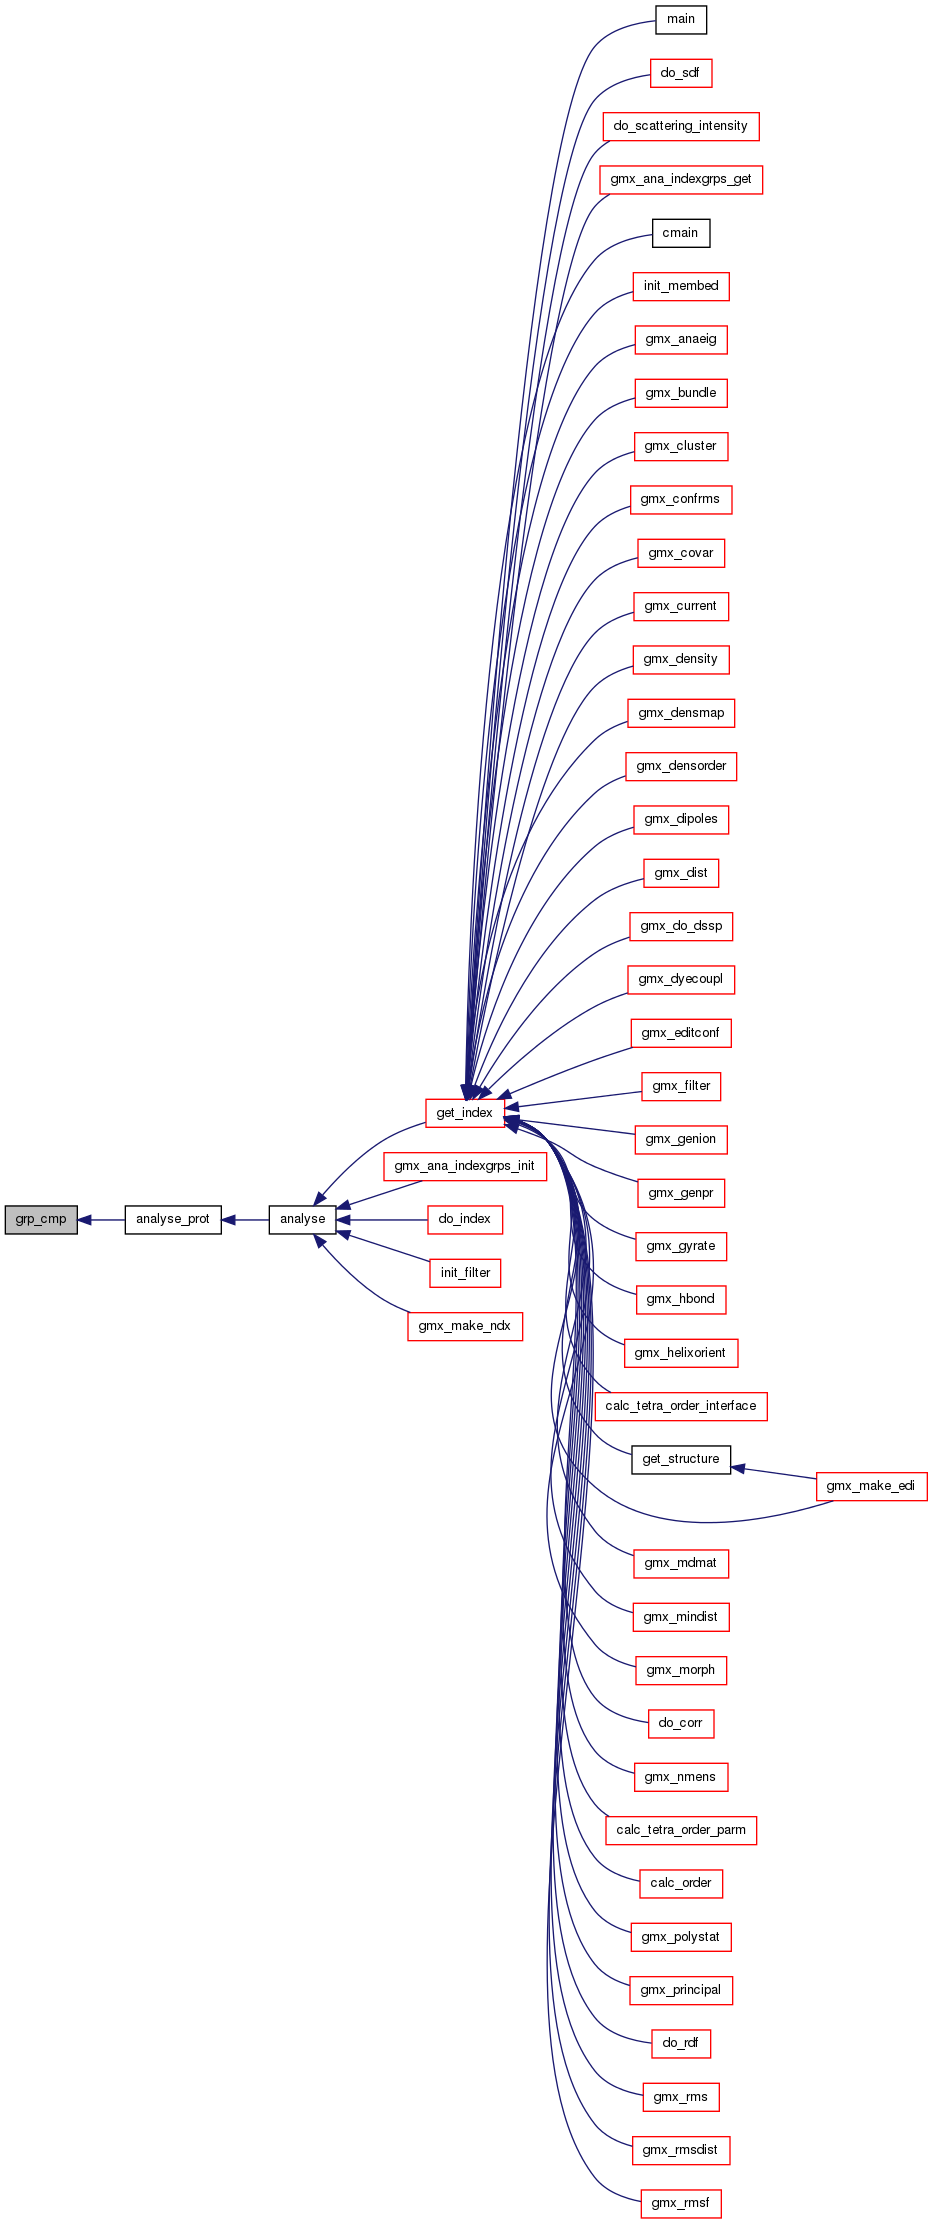 main
do_sdf
do_scattering_intensity
gmx_ana_indexgrps_get
cmain
init_membed
gmx_anaeig
gmx_bundle
gmx_cluster
gmx_confrms
gmx_covar
gmx_current
gmx_density
gmx_densmap
gmx_densorder
gmx_dipoles
gmx_dist
gmx_do_dssp
gmx_dyecoupl
gmx_editconf
gmx_filter
get_index
gmx_genion
gmx_ana_indexgrps_init
gmx_genpr
grp_cmp
analyse_prot
analyse
do_index
gmx_gyrate
init_filter
gmx_hbond
gmx_make_ndx
gmx_helixorient
calc_tetra_order_interface
get_structure
gmx_make_edi
gmx_mdmat
gmx_mindist
gmx_morph
do_corr
gmx_nmens
calc_tetra_order_parm
calc_order
gmx_polystat
gmx_principal
do_rdf
gmx_rms
gmx_rmsdist
gmx_rmsf